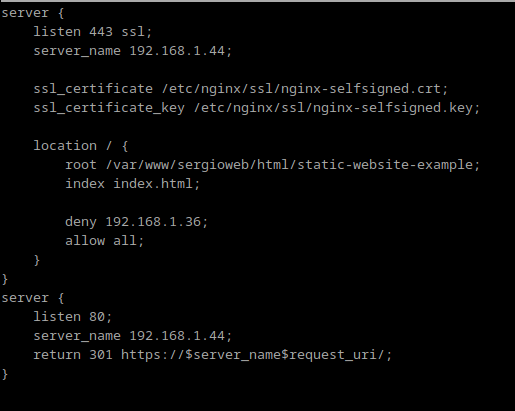 server {
    listen 443 ssl;
    server_name 192.168.1.44;

    ssl_certificate /etc/nginx/ssl/nginx-selfsigned.crt;
    ssl_certificate_key /etc/nginx/ssl/nginx-selfsigned.key;

    location / {
        root /var/www/sergioweb/html/static-website-example;
        index index.html;

        deny 192.168.1.36;
        allow all;
    }
}
server {
    listen 80;
    server_name 192.168.1.44;
    return 301 https://$server_name$request_uri/;
}